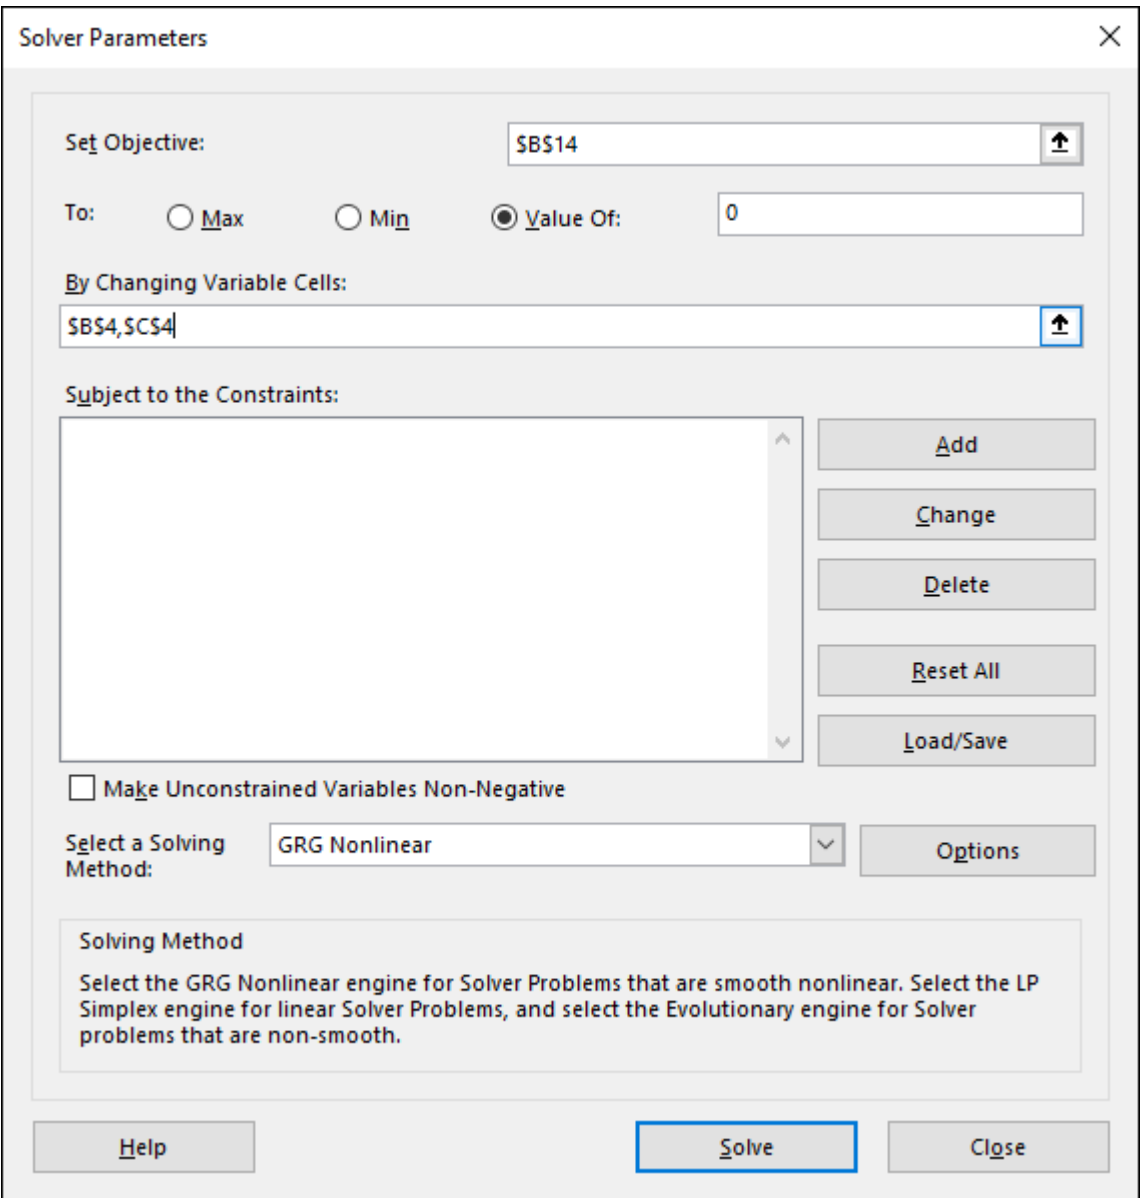 Solver Parameters
Set Objective:
$B$14
To:
Max
Min
Value Of:
0
By Changing Variable Cells:
$B$4,$C$4
Subject to the Constraints:
Add
Change
Delete
Reset All
Load/Save
Make Unconstrained Variables Non-Negative
Select a Solving
Method:
GRG Nonlinear
Options
Solving Method
Select the GRG Nonlinear engine for Solver Problems that are smooth nonlinear. Select the LP
Simplex engine for linear Solver Problems, and select the Evolutionary engine for Solver
problems that are non-smooth.
Help
Solve
Close